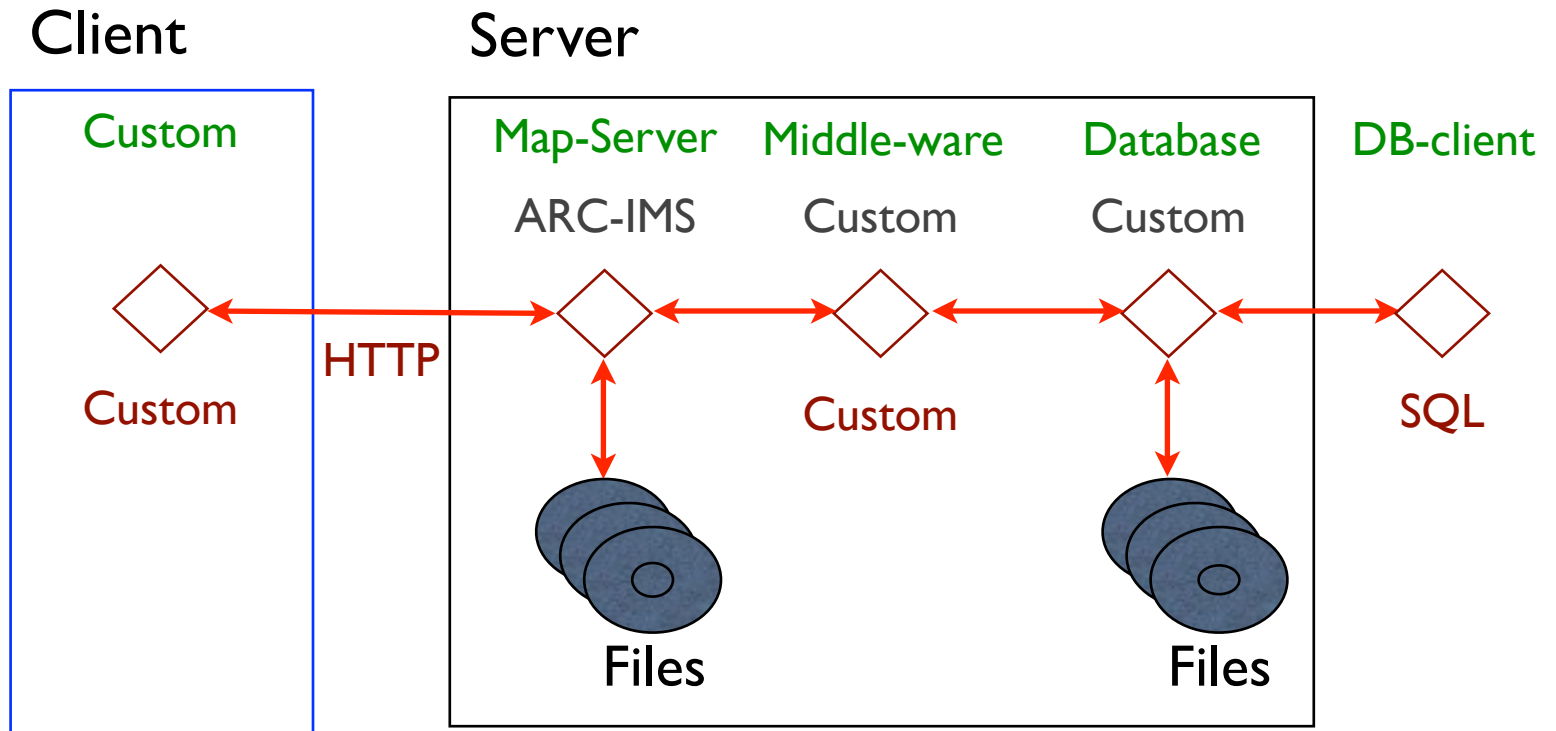 Client
Server
Custom
Map-Server
Middle-ware
Database
DB-client
ARC-IMS
Custom
Custom
HTTP
Custom
Custom
SQL
Files
Files